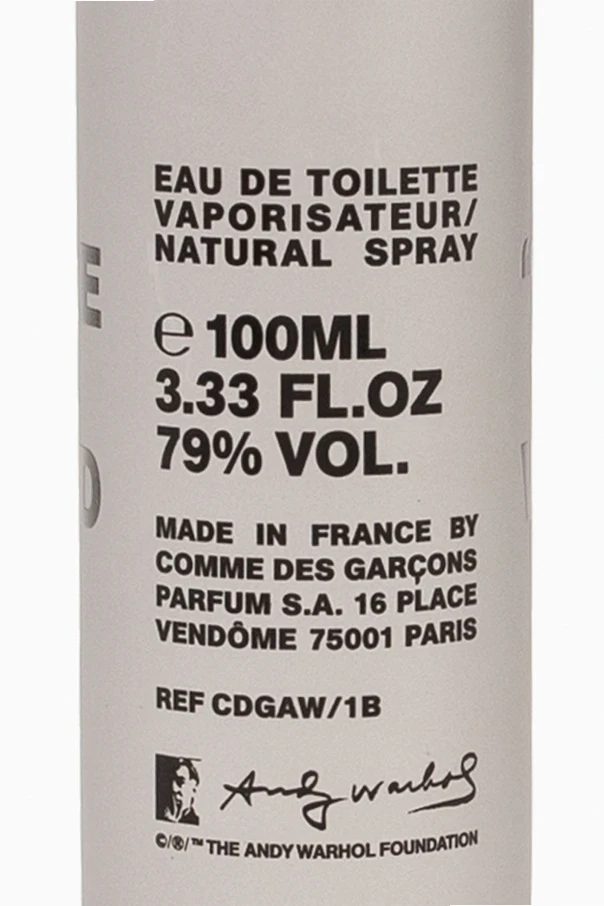 EAU DE TOILETTE
VAPORISATEUR/
NATURAL SPRAY
℮ 100ML
3.33 FL.OZ
79% VOL.
MADE IN FRANCE BY
COMME DES GARÇONS
PARFUM S.A. 16 PLACE
VENDÔME 75001 PARIS
REF CDGAW/1B
Andy Warhol
©/®/™ THE ANDY WARHOL FOUNDATION
E
D